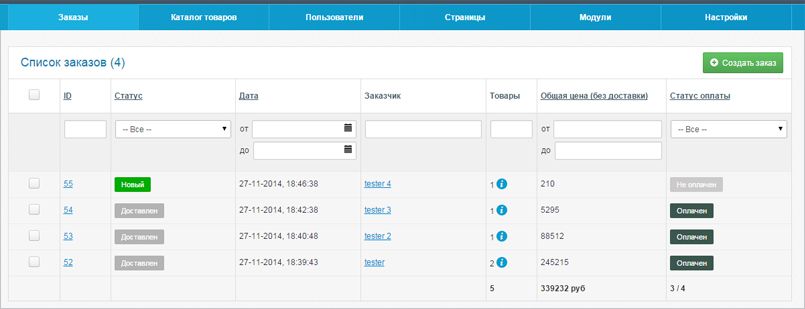 Заказы Каталог товаров Пользователи Страницы Модули Настройки
Список заказов (4) Создать заказ
ID Статус Дата Заказчик Товары Общая цена (без доставки) Статус оплаты
-- Все -- от от -- Все --
до до
55 Новый 27-11-2014, 18:46:38 tester 4 1 210 Не оплачен
54 Доставлен 27-11-2014, 18:42:38 tester 3 1 5295 Оплачен
53 Доставлен 27-11-2014, 18:40:48 tester 2 1 88512 Оплачен
52 Доставлен 27-11-2014, 18:39:43 tester 2 245215 Оплачен
5 339232 руб 3 / 4